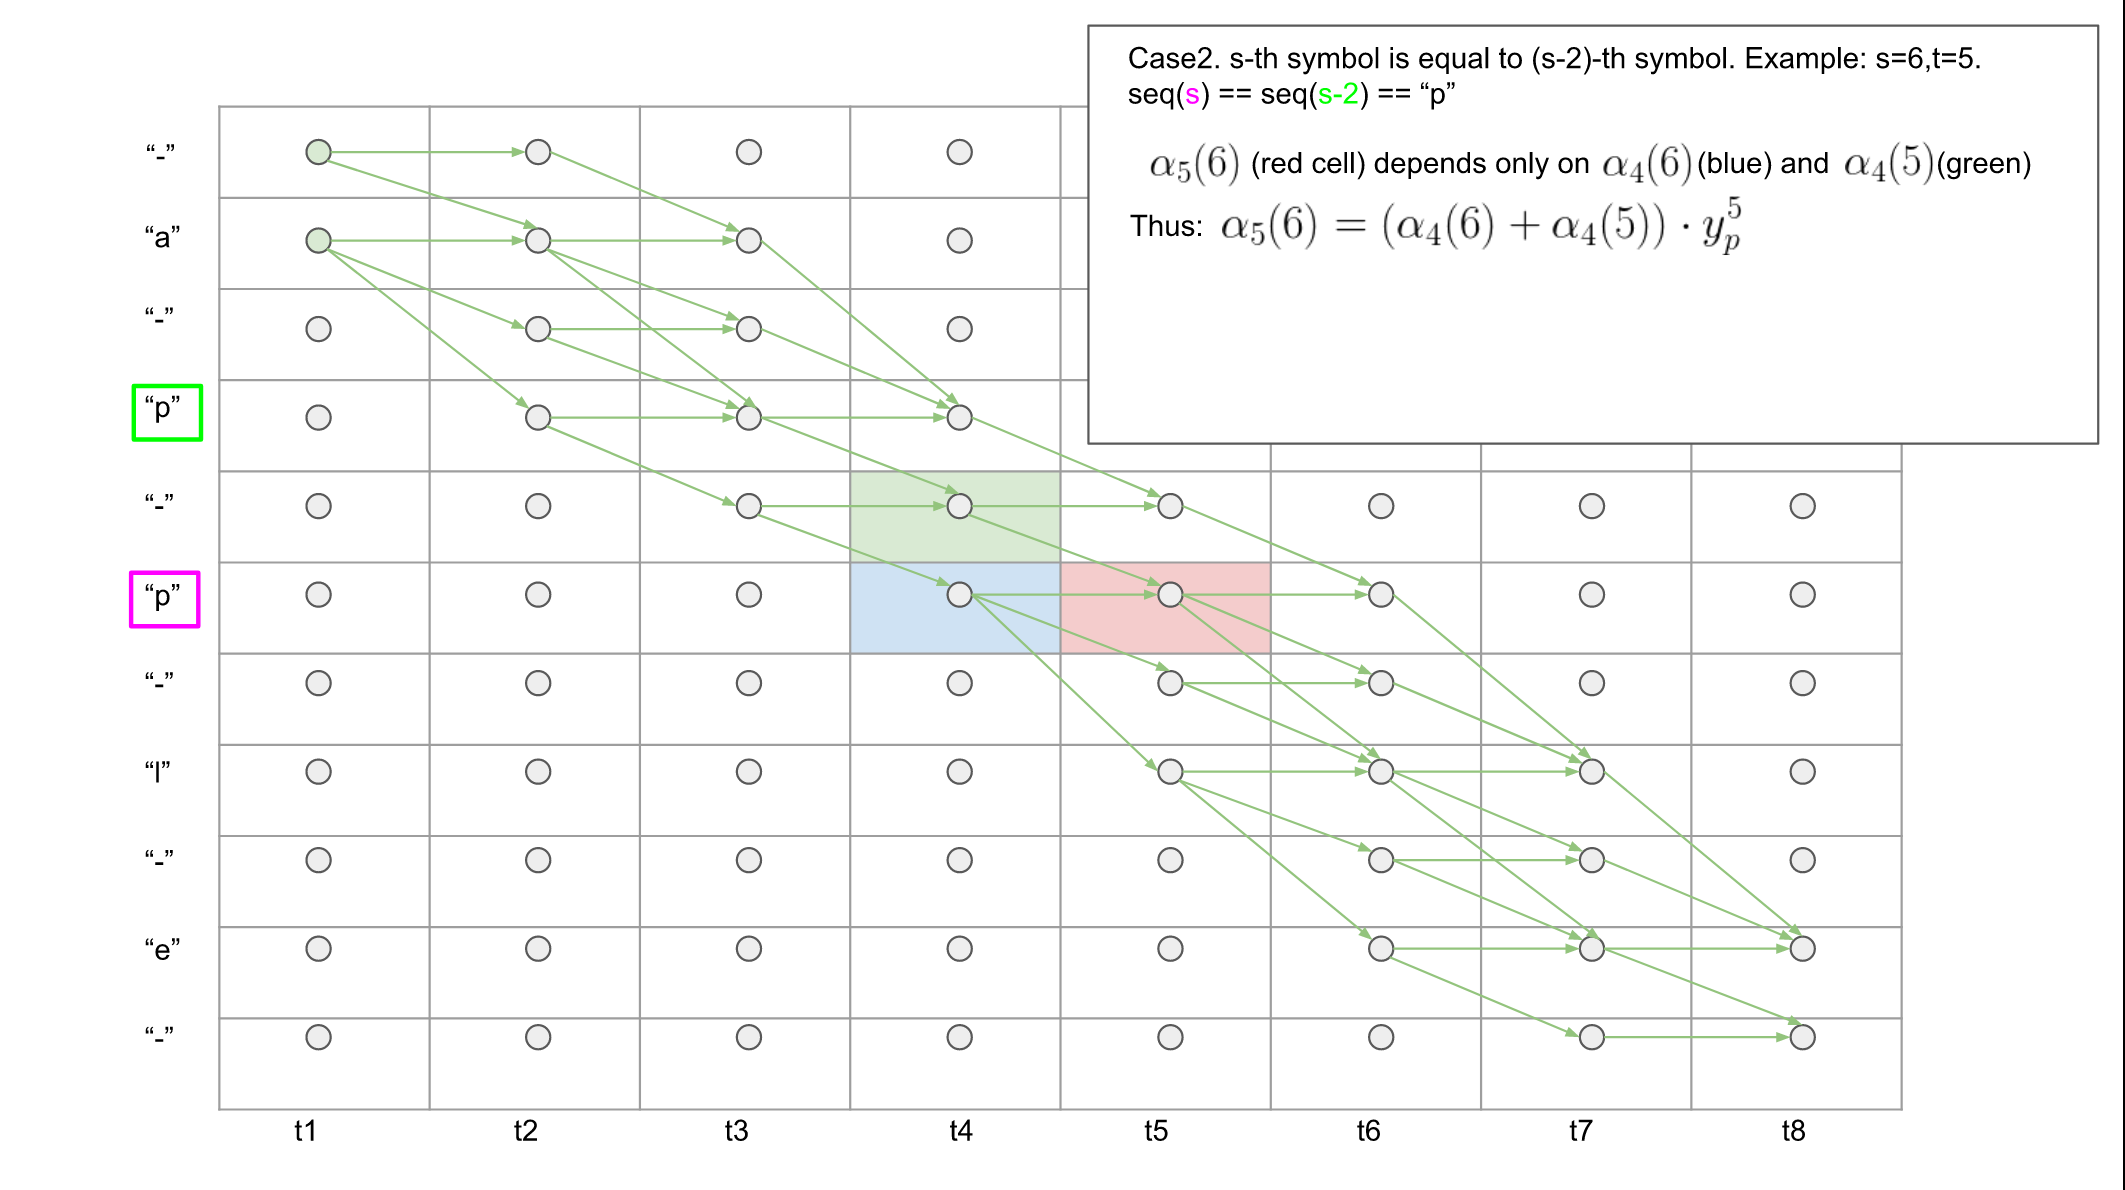 Case2. s-th symbol is equal to (s-2)-th symbol. Example: s=6,t=5.
seq(s) == seq(s-2) == “p”
α₅(6) (red cell) depends only on α₄(6) (blue) and α₄(5) (green)
Thus: α₅(6) = (α₄(6) + α₄(5)) · y_p^5
“-”
“a”
“-”
“p”
“-”
“p”
“-”
“l”
“-”
“e”
“-”
t1 t2 t3 t4 t5 t6 t7 t8